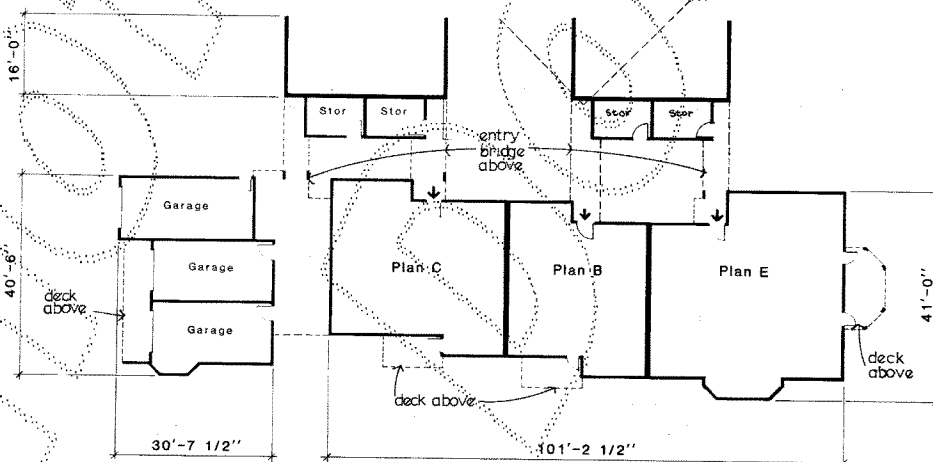 16'-0"
Stor
Stor
Stor
Stor
entry
bridge
above
Garage
Garage
Garage
40'-6"
deck
above
Plan C
Plan B
Plan E
41'-0"
deck
above
deck above
30'-7 1/2"
101'-2 1/2"